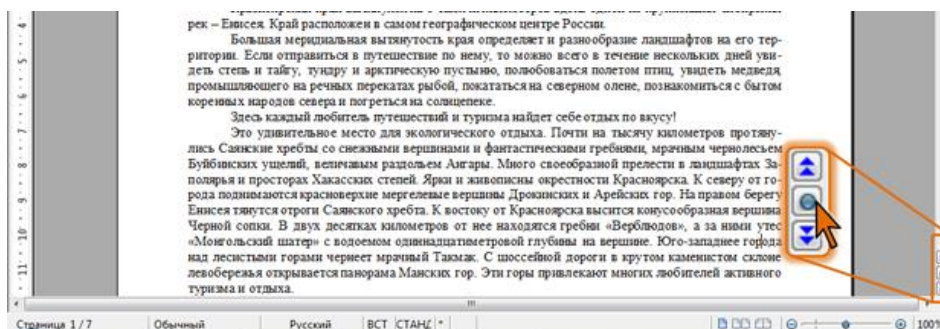 рек – Енисея. Край расположен в самом географическом центре России.
Большая меридиальная вытянутость края определяет и разнообразие ландшафтов на его тер-
ритории. Если отправиться в путешествие по нему, то можно всего в течение нескольких дней уви-
деть степь и тайгу, тундру и арктическую пустыню, полюбоваться полетом птиц, увидеть медведя,
промышляющего на речных перекатах рыбой, покататься на северном олене, познакомиться с бытом
коренных народов севера и погреться на солнцепеке.
Здесь каждый любитель путешествий и туризма найдет себе отдых по вкусу!
Это удивительное место для экологического отдыха. Почти на тысячу километров протяну-
лись Саянские хребты со снежными вершинами и фантастическими гребнями, мрачным чернолесьем
Буйбинских ущелий, величавым раздольем Ангары. Много своеобразной прелести в ландшафтах За-
полярья и просторах Хакасских степей. Ярки и живописны окрестности Красноярска. К северу от го-
рода поднимаются красноверхие мергелевые вершины Дрокинских и Арейских гор. На правом берегу
Енисея тянутся отроги Саянского хребта. К востоку от Красноярска высится конусообразная вершина
Черной сопки. В двух десятках километров от нее находятся гребни «Верблюдов», а за ними утес
«Монгольский шатер» с водоемом одиннадцатиметровой глубины на вершине. Юго-западнее города
над лесистыми горами чернеет мрачный Такмак. С шоссейной дороги в крутом каменистом склоне
левобережья открывается панорама Манских гор. Эти горы привлекают многих любителей активного
туризма и отдыха.
Страница 1 / 7 Обычный Русский ВСТ СТАНД * 100%